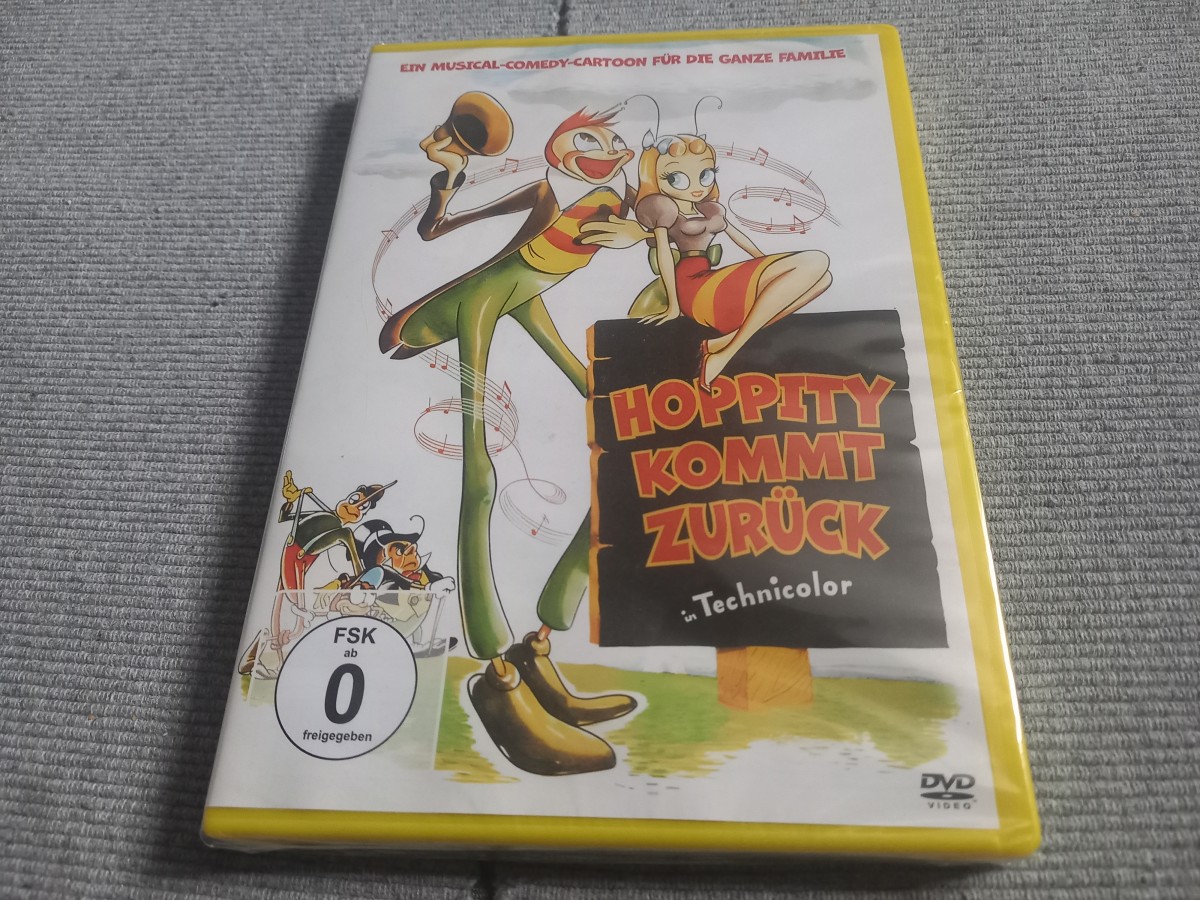 EIN MUSICAL-COMEDY-CARTOON FÜR DIE GANZE FAMILIE
HOPPITY
KOMMT
ZURÜCK
in Technicolor
FSK
ab
0
freigegeben
DVD
VIDEO